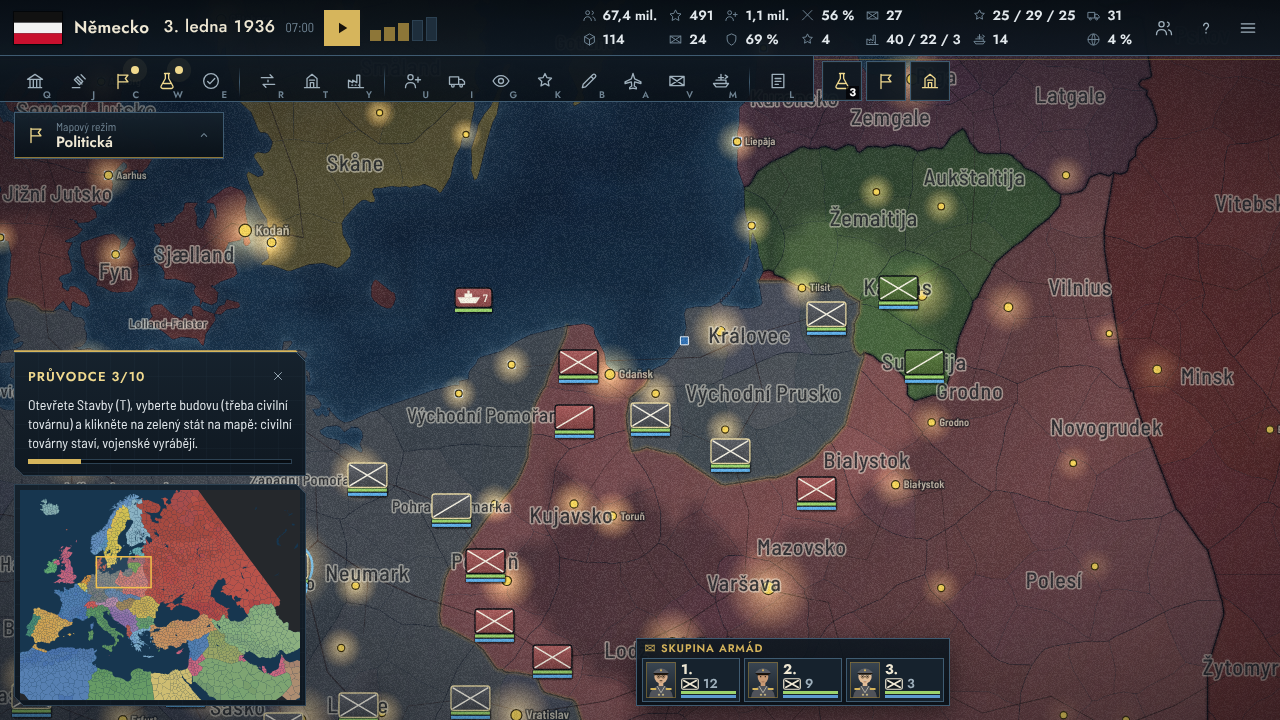 Německo
3. ledna 1936
07:00
67,4 mil.
491
1,1 mil.
56 %
27
25 / 29 / 25
31
114
24
69 %
4
40 / 22 / 3
14
4 %
Q
J
C
W
E
R
T
Y
U
I
G
K
B
A
V
M
L
3
Mapový režim
Politická
Severní Jutsko
Kuronsko
Zemgale
Latgale
Liepāja
Skåne
Aarhus
Jižní Jutsko
Aukštaitija
Žemaitija
Vitebsk
Kodaň
Sjælland
Fyn
Tilsit
Vilnius
Lolland-Falster
7
Královec
Gdaňsk
Minsk
Východní Prusko
Grodno
Grodno
Novogrudek
PRŮVODCE 3/10
Otevřete Stavby (T), vyberte budovu (třeba civilní
továrnu) a klikněte na zelený stát na mapě: civilní
továrny staví, vojenské vyrábějí.
Bialystok
Białystok
Kujavsko
Toruň
Mazovsko
Varšava
Neumark
Polesí
SKUPINA ARMÁD
1.
12
2.
9
3.
3
Vratislav